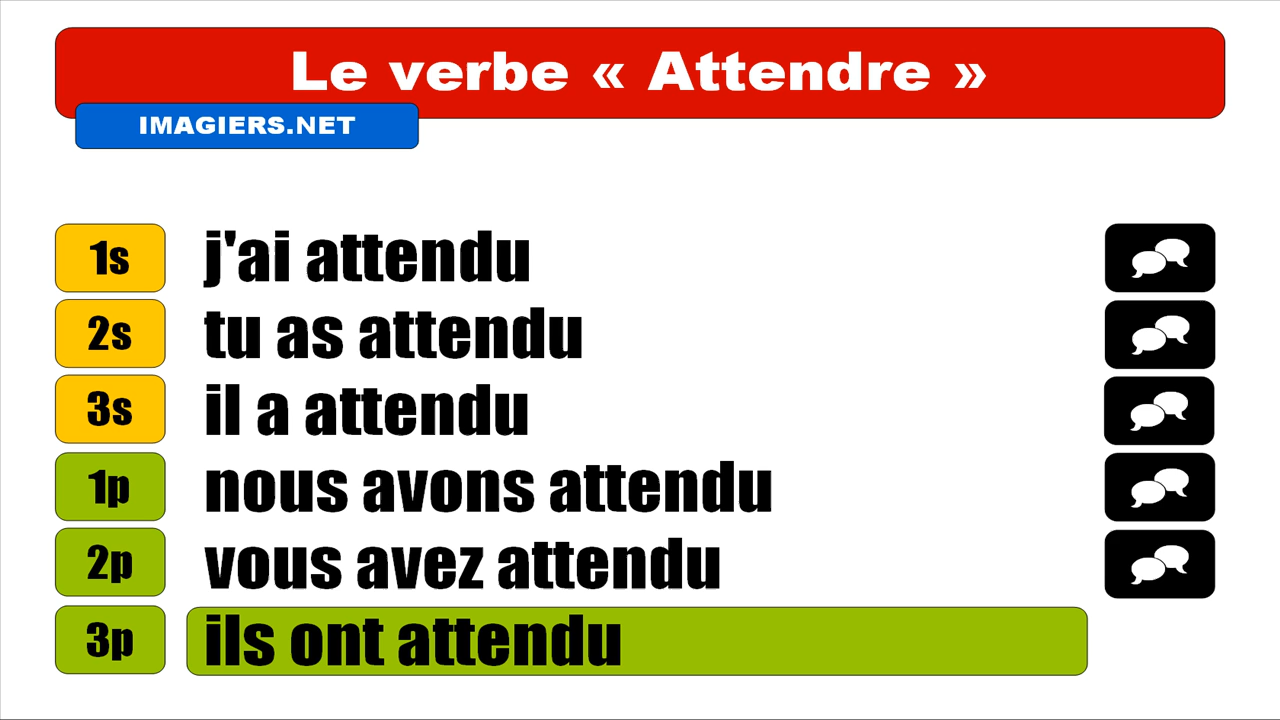 Le verbe « Attendre »
IMAGIERS.NET
1s j'ai attendu
2s tu as attendu
3s il a attendu
1p nous avons attendu
2p vous avez attendu
3p ils ont attendu